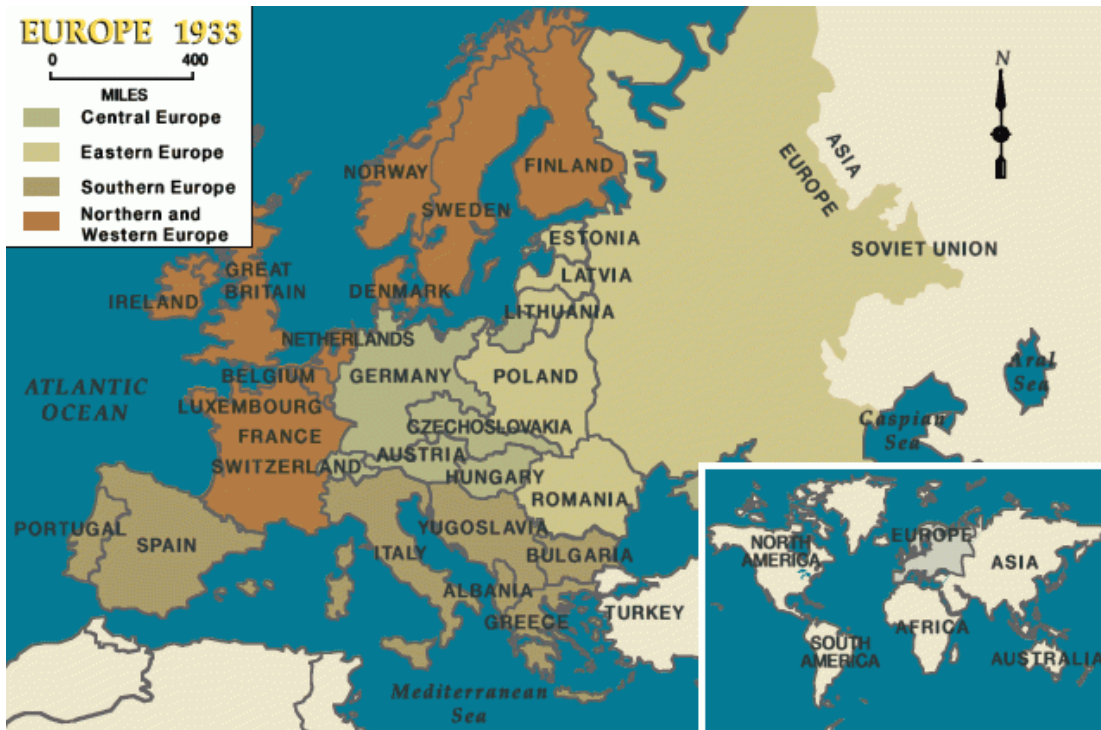 EUROPE 1933
0 400
MILES
Central Europe
Eastern Europe
Southern Europe
Northern and
Western Europe
N
ASIA
EUROPE
SOVIET UNION
NORWAY
SWEDEN
FINLAND
ESTONIA
LATVIA
LITHUANIA
GREAT
BRITAIN
IRELAND
DENMARK
NETHERLANDS
BELGIUM
GERMANY
POLAND
LUXEMBOURG
CZECHOSLOVAKIA
FRANCE
AUSTRIA
SWITZERLAND
HUNGARY
ROMANIA
ATLANTIC
OCEAN
Aral
Sea
Caspian
Sea
PORTUGAL
SPAIN
ITALY
YUGOSLAVIA
BULGARIA
ALBANIA
GREECE
TURKEY
Mediterranean
Sea
NORTH
AMERICA
EUROPE
ASIA
AFRICA
SOUTH
AMERICA
AUSTRALIA